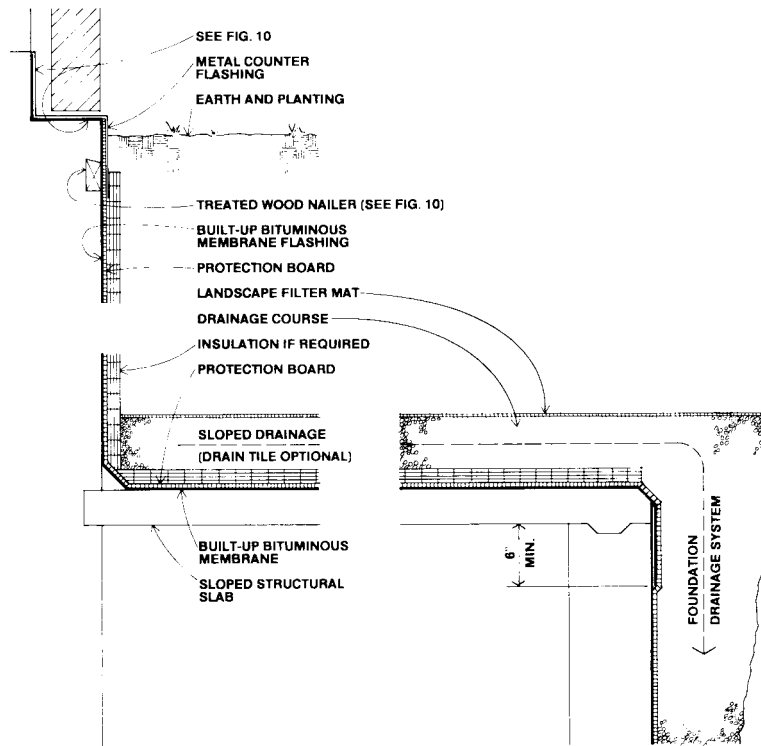 SEE FIG. 10
METAL COUNTER
FLASHING
EARTH AND PLANTING
TREATED WOOD NAILER (SEE FIG. 10)
BUILT-UP BITUMINOUS
MEMBRANE FLASHING
PROTECTION BOARD
LANDSCAPE FILTER MAT
DRAINAGE COURSE
INSULATION IF REQUIRED
PROTECTION BOARD
SLOPED DRAINAGE
(DRAIN TILE OPTIONAL)
BUILT-UP BITUMINOUS
MEMBRANE
SLOPED STRUCTURAL
SLAB
6"
MIN.
FOUNDATION
DRAINAGE SYSTEM